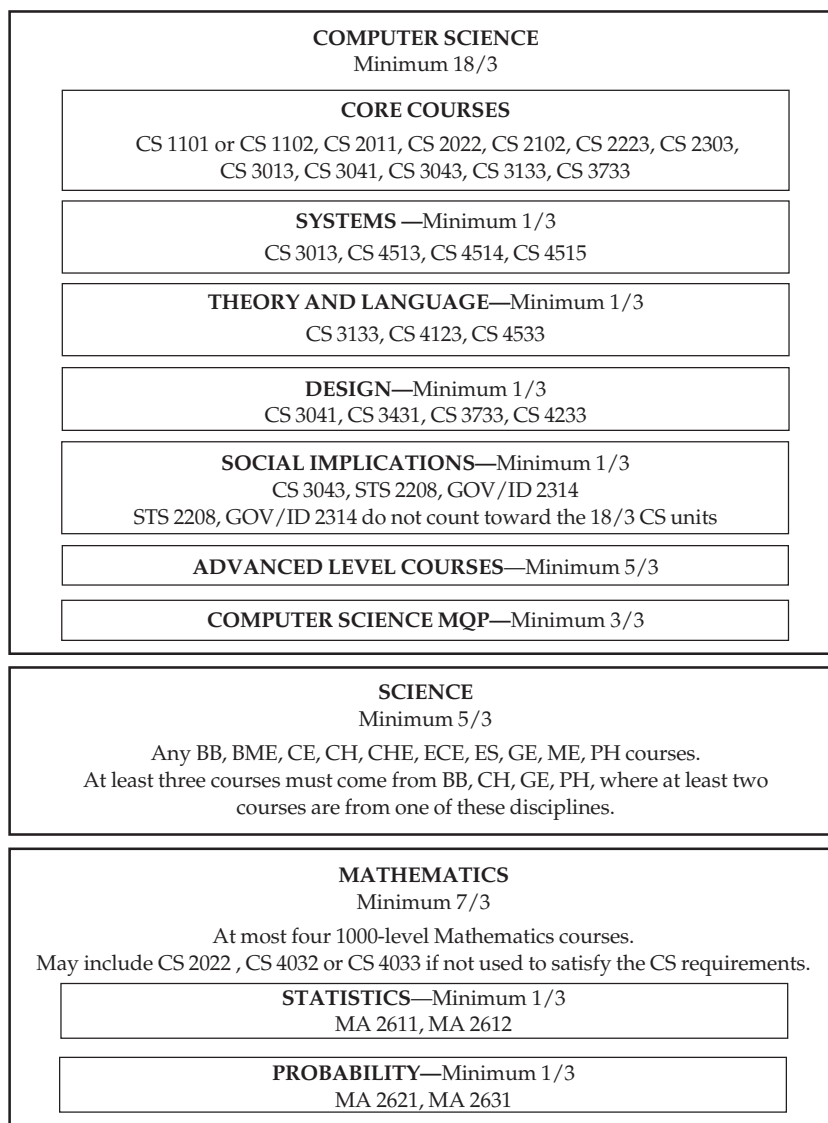 COMPUTER SCIENCE
Minimum 18/3
CORE COURSES
CS 1101 or CS 1102, CS 2011, CS 2022, CS 2102, CS 2223, CS 2303,
CS 3013, CS 3041, CS 3043, CS 3133, CS 3733
SYSTEMS —Minimum 1/3
CS 3013, CS 4513, CS 4514, CS 4515
THEORY AND LANGUAGE—Minimum 1/3
CS 3133, CS 4123, CS 4533
DESIGN—Minimum 1/3
CS 3041, CS 3431, CS 3733, CS 4233
SOCIAL IMPLICATIONS—Minimum 1/3
CS 3043, STS 2208, GOV/ID 2314
STS 2208, GOV/ID 2314 do not count toward the 18/3 CS units
ADVANCED LEVEL COURSES—Minimum 5/3
COMPUTER SCIENCE MQP—Minimum 3/3
SCIENCE
Minimum 5/3
Any BB, BME, CE, CH, CHE, ECE, ES, GE, ME, PH courses.
At least three courses must come from BB, CH, GE, PH, where at least two
courses are from one of these disciplines.
MATHEMATICS
Minimum 7/3
At most four 1000-level Mathematics courses.
May include CS 2022 , CS 4032 or CS 4033 if not used to satisfy the CS requirements.
STATISTICS—Minimum 1/3
MA 2611, MA 2612
PROBABILITY—Minimum 1/3
MA 2621, MA 2631